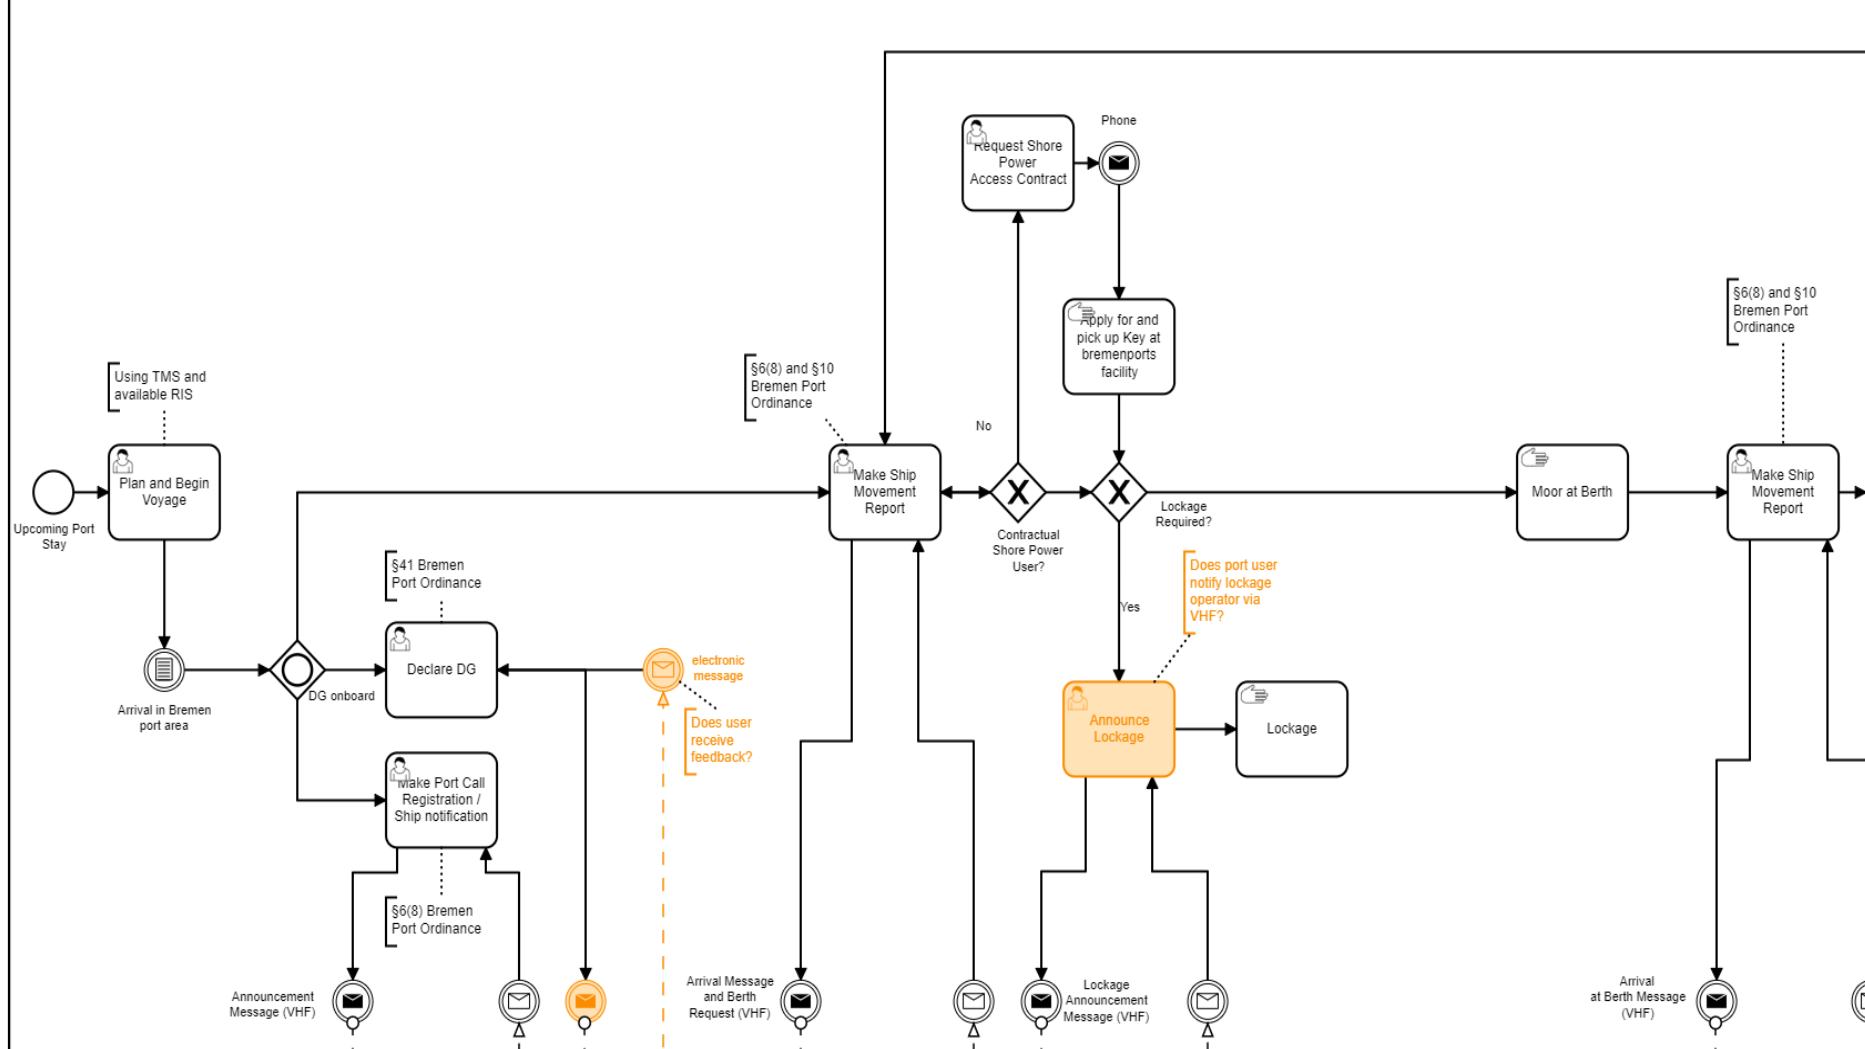 Phone
Request Shore
Power
Access Contract
§6(8) and §10
Bremen Port
Ordinance
Apply for and
pick up Key at
bremenports
facility
§6(8) and §10
Bremen Port
Ordinance
Using TMS and
available RIS
No
Plan and Begin
Voyage
Make Ship
Movement
Report
X
X
Moor at Berth
Make Ship
Movement
Report
Upcoming Port
Stay
Lockage
Required?
Contractual
Shore Power
User?
§41 Bremen
Port Ordinance
Does port user
notify lockage
operator via
VHF?
Yes
Declare DG
electronic
message
DG onboard
Arrival in Bremen
port area
Does user
receive
feedback?
Announce
Lockage
Lockage
Make Port Call
Registration /
Ship notification
§6(8) Bremen
Port Ordinance
Announcement
Message (VHF)
Arrival Message
and Berth
Request (VHF)
Lockage
Announcement
Message (VHF)
Arrival
at Berth Message
(VHF)